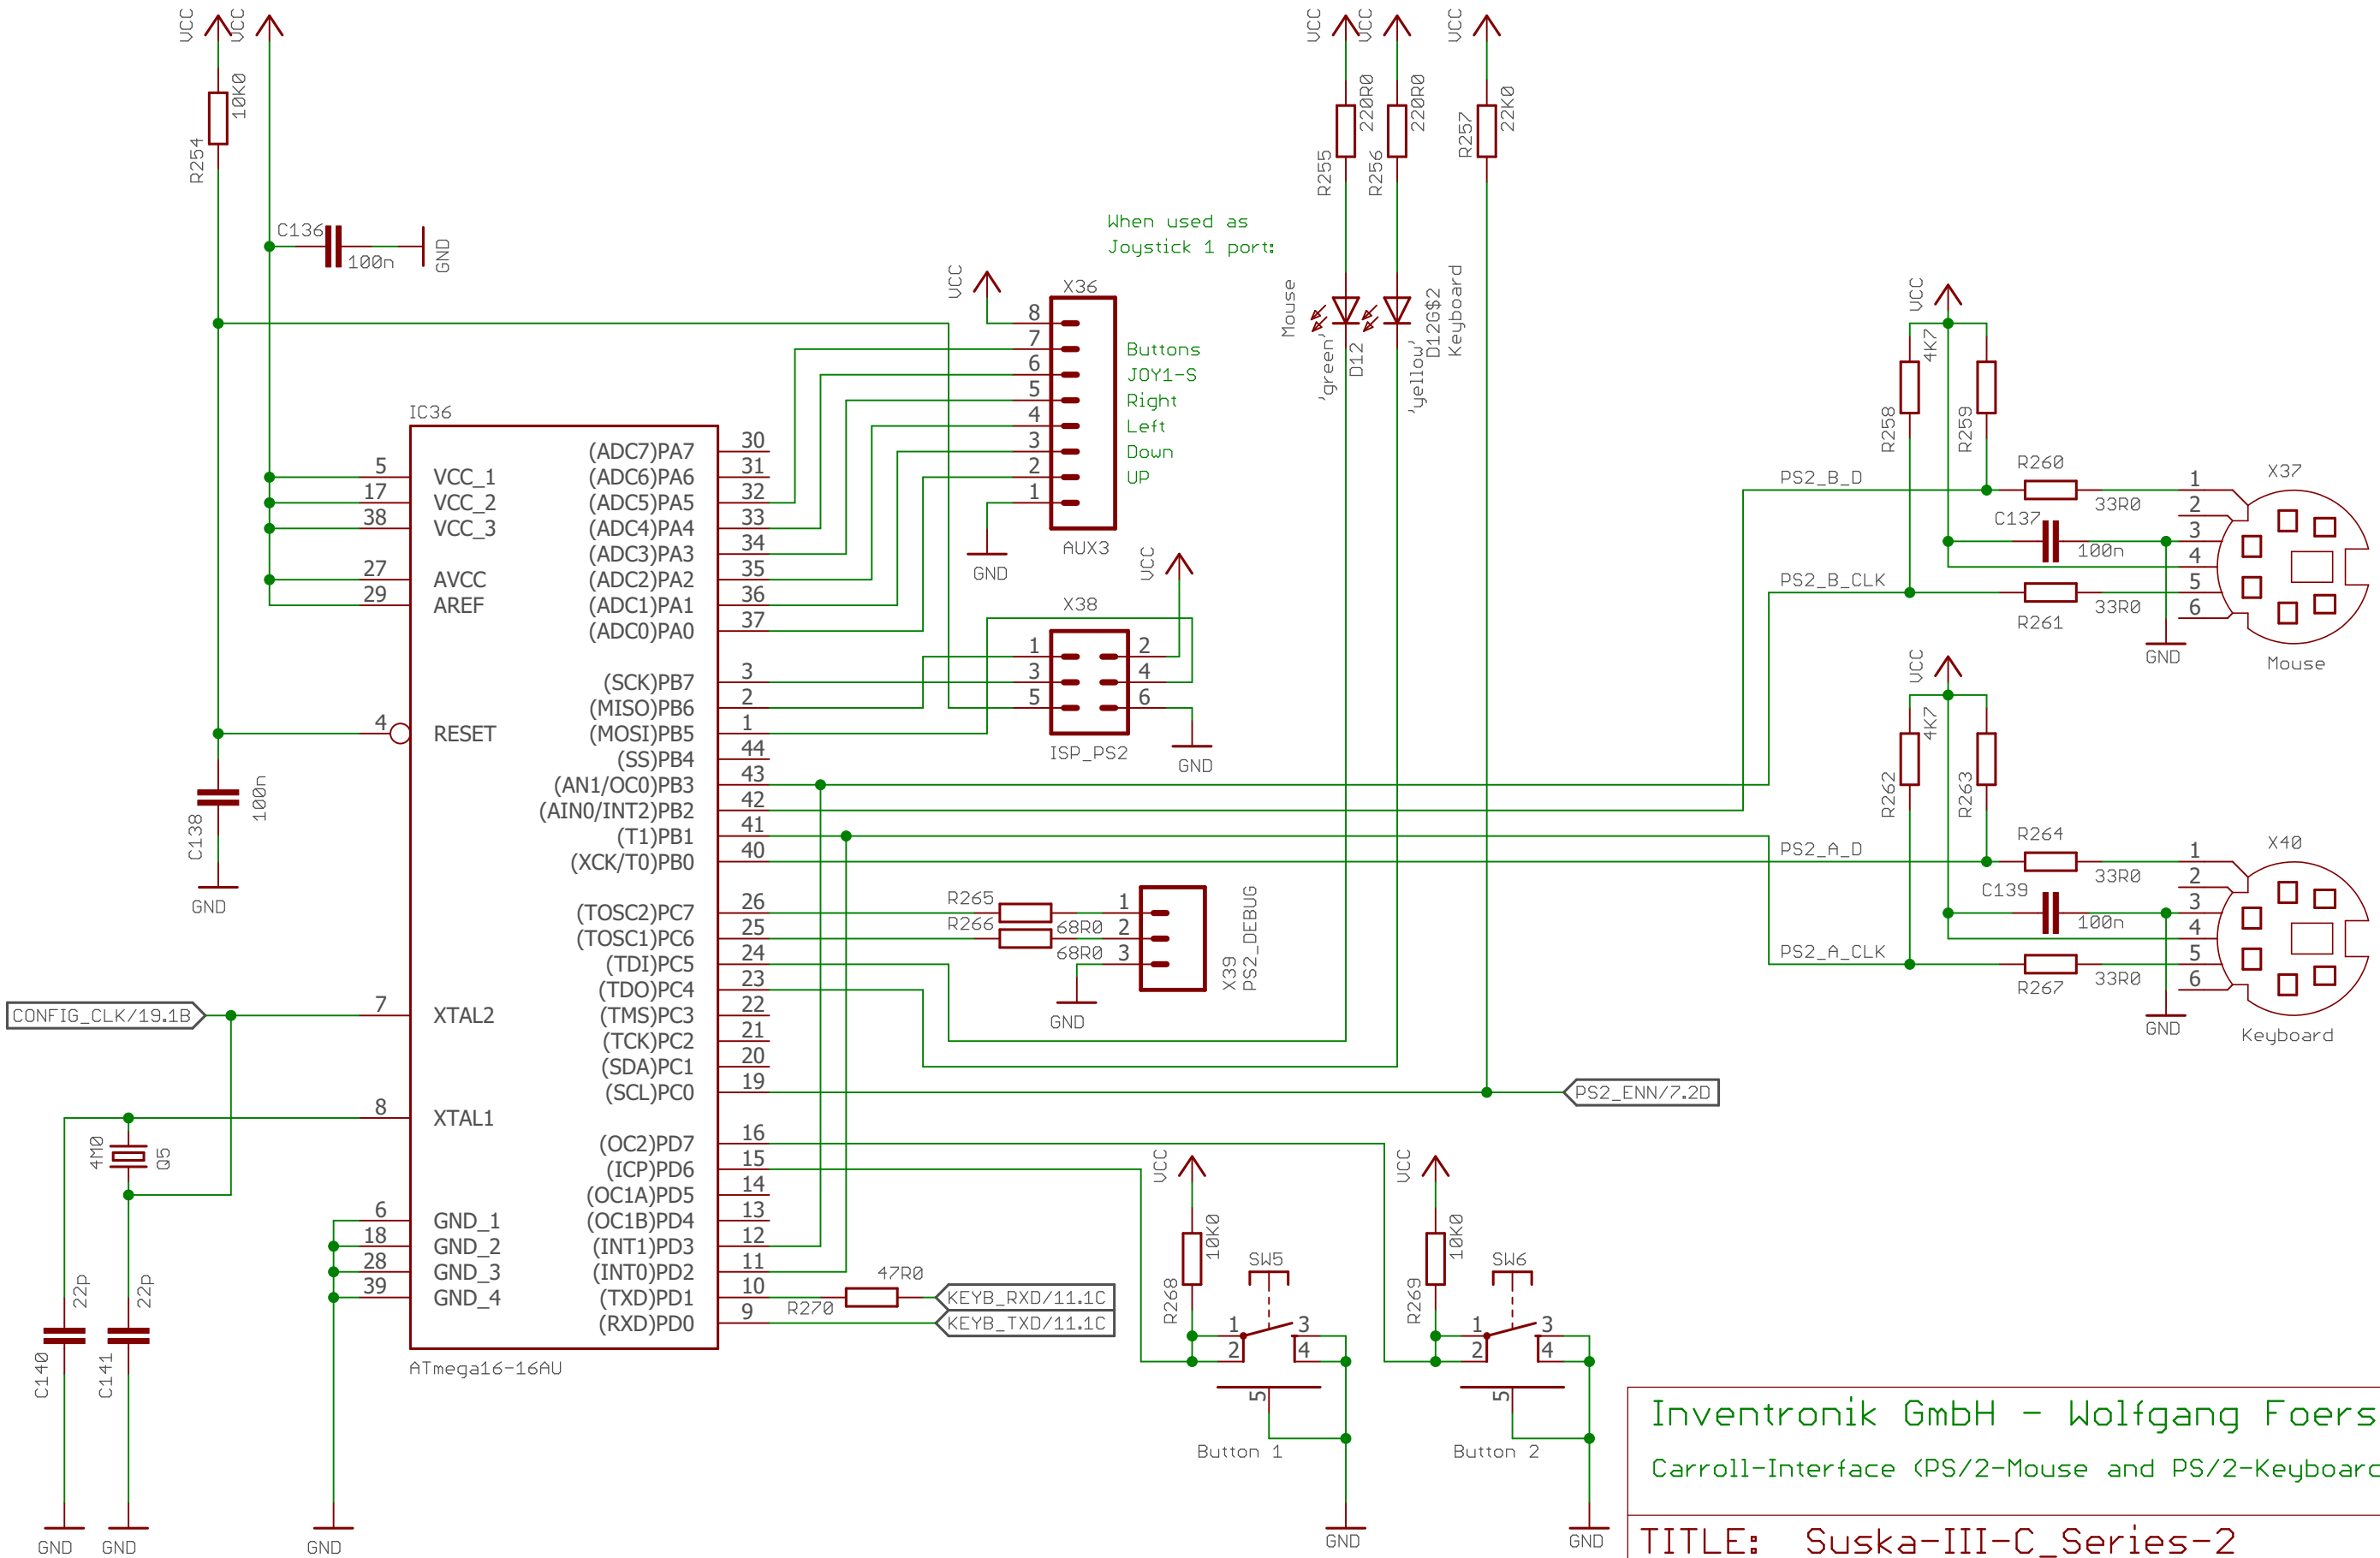 VCC
VCC
10K0
R254
C136
100n
GND
VCC
VCC
VCC
220R0
220R0
22K0
R255
R256
R257
When used as
Joystick 1 port:
VCC
X36
8
7
6
5
4
3
2
1
Buttons
JOY1-S
Right
Left
Down
UP
AUX3
GND
Mouse
'green'
D12
'yellow'
D12G$2
Keyboard
IC36
5
17
38
27
29
4
7
8
6
18
28
39
VCC_1
VCC_2
VCC_3
AVCC
AREF
RESET
XTAL2
XTAL1
GND_1
GND_2
GND_3
GND_4
(ADC7)PA7 30
(ADC6)PA6 31
(ADC5)PA5 32
(ADC4)PA4 33
(ADC3)PA3 34
(ADC2)PA2 35
(ADC1)PA1 36
(ADC0)PA0 37
(SCK)PB7 3
(MISO)PB6 2
(MOSI)PB5 1
(SS)PB4 44
(AN1/OC0)PB3 43
(AIN0/INT2)PB2 42
(T1)PB1 41
(XCK/T0)PB0 40
(TOSC2)PC7 26
(TOSC1)PC6 25
(TDI)PC5 24
(TDO)PC4 23
(TMS)PC3 22
(TCK)PC2 21
(SDA)PC1 20
(SCL)PC0 19
(OC2)PD7 16
(ICP)PD6 15
(OC1A)PD5 14
(OC1B)PD4 13
(INT1)PD3 12
(INT0)PD2 11
(TXD)PD1 10
(RXD)PD0 9
ATmega16-16AU
C138
100n
GND
CONFIG_CLK/19.1B
4M0
Q5
22p
22p
C140
C141
GND
GND
GND
VCC
X38
1 2
3 4
5 6
ISP_PS2
GND
R265
R266
68R0
68R0
1
2
3
X39
PS2_DEBUG
GND
PS2_ENN/7.2D
47R0
R270
KEYB_RXD/11.1C
KEYB_TXD/11.1C
VCC
10K0
R268
SW5
1 3
2 4
5
Button 1
GND
VCC
10K0
R269
SW6
1 3
2 4
5
Button 2
GND
VCC
4K7
R258
R259
PS2_B_D
R260
33R0
C137
100n
PS2_B_CLK
R261
33R0
1
2
3
4
5
6
X37
Mouse
GND
VCC
4K7
R262
R263
PS2_A_D
R264
33R0
C139
100n
PS2_A_CLK
R267
33R0
1
2
3
4
5
6
X40
Keyboard
GND
Inventronik GmbH - Wolfgang Foers
Carroll-Interface (PS/2-Mouse and PS/2-Keyboard
TITLE: Suska-III-C_Series-2